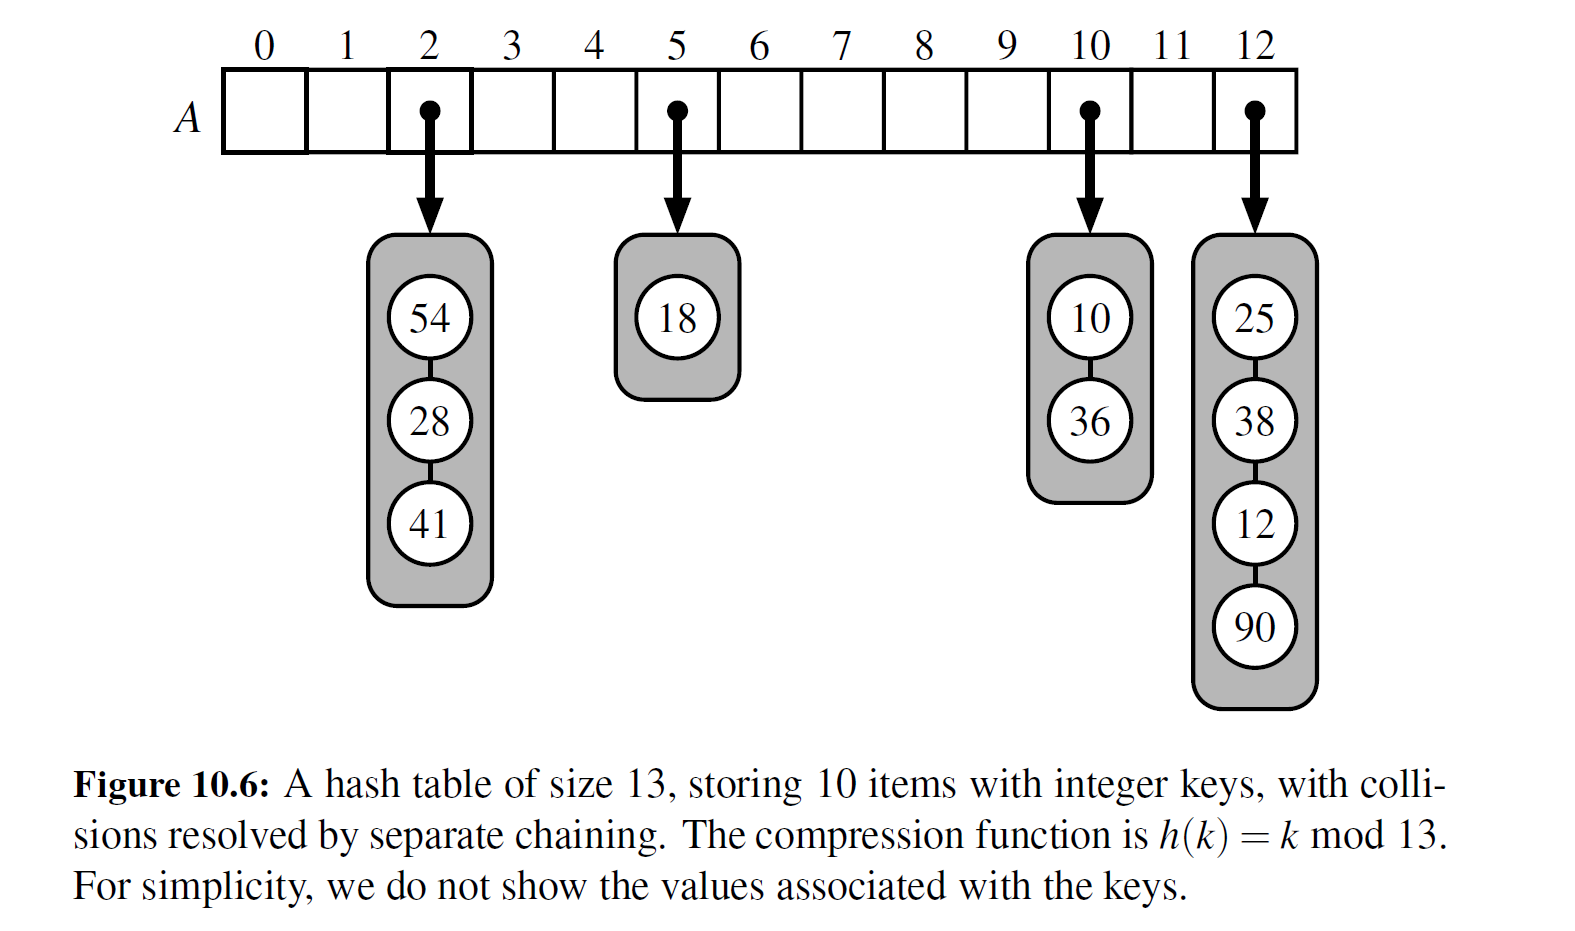 0 1 2 3 4 5 6 7 8 9 10 11 12
A
54 18 10 25
28 36 38
41 12
90
Figure 10.6: A hash table of size 13, storing 10 items with integer keys, with colli-
sions resolved by separate chaining. The compression function is h(k) = k mod 13.
For simplicity, we do not show the values associated with the keys.